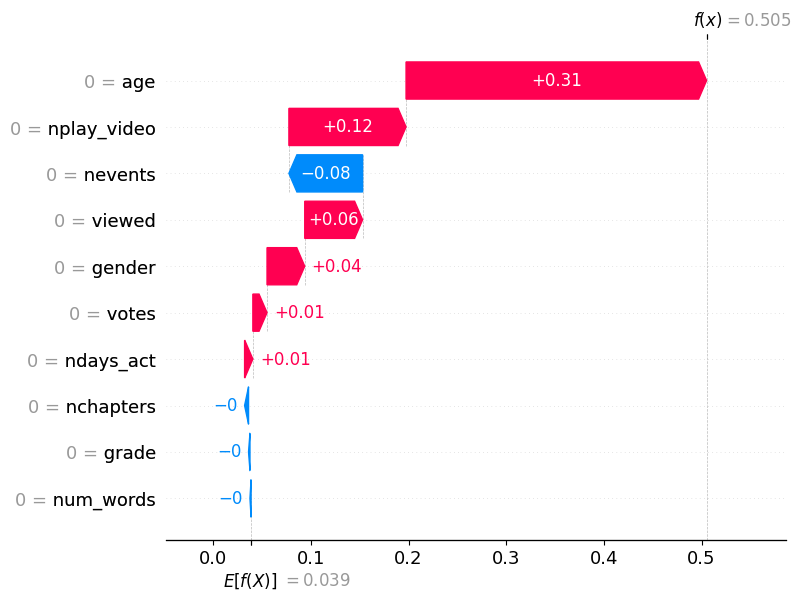 f(x) = 0.505
0 = age
+0.31
0 = nplay_video
+0.12
0 = nevents
−0.08
0 = viewed
+0.06
0 = gender
+0.04
0 = votes
+0.01
0 = ndays_act
+0.01
0 = nchapters
−0
0 = grade
−0
0 = num_words
−0
0.0 0.1 0.2 0.3 0.4 0.5
E[f(X)] = 0.039